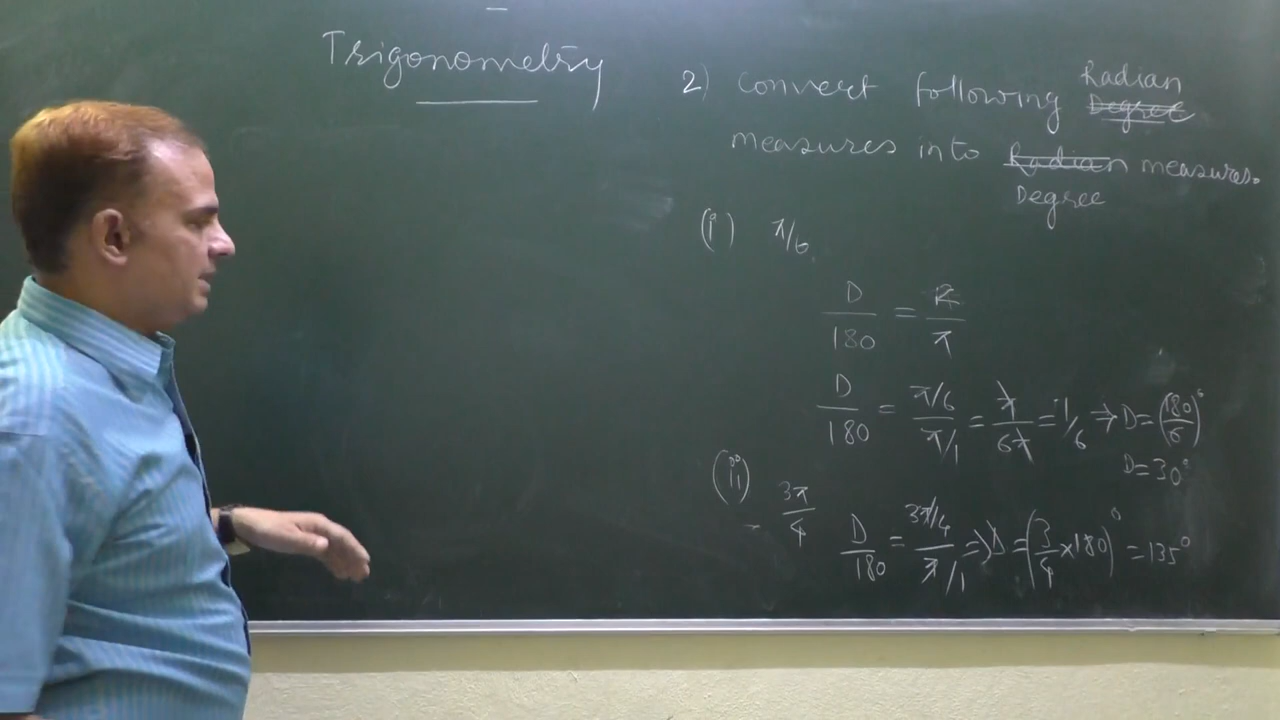 Trigonometry
2) Convert following Radian
Degree
measures into Radian measures.
Degree
(i) π/6
D/180 = R/π
D/180 = π/6 / π/1 = π/6π = 1/6 ⇒ D = (180/6)°
D = 30°
(ii) 3π/4
D/180 = 3π/4 / π/1 ⇒ D = (3/4 × 180)° = 135°